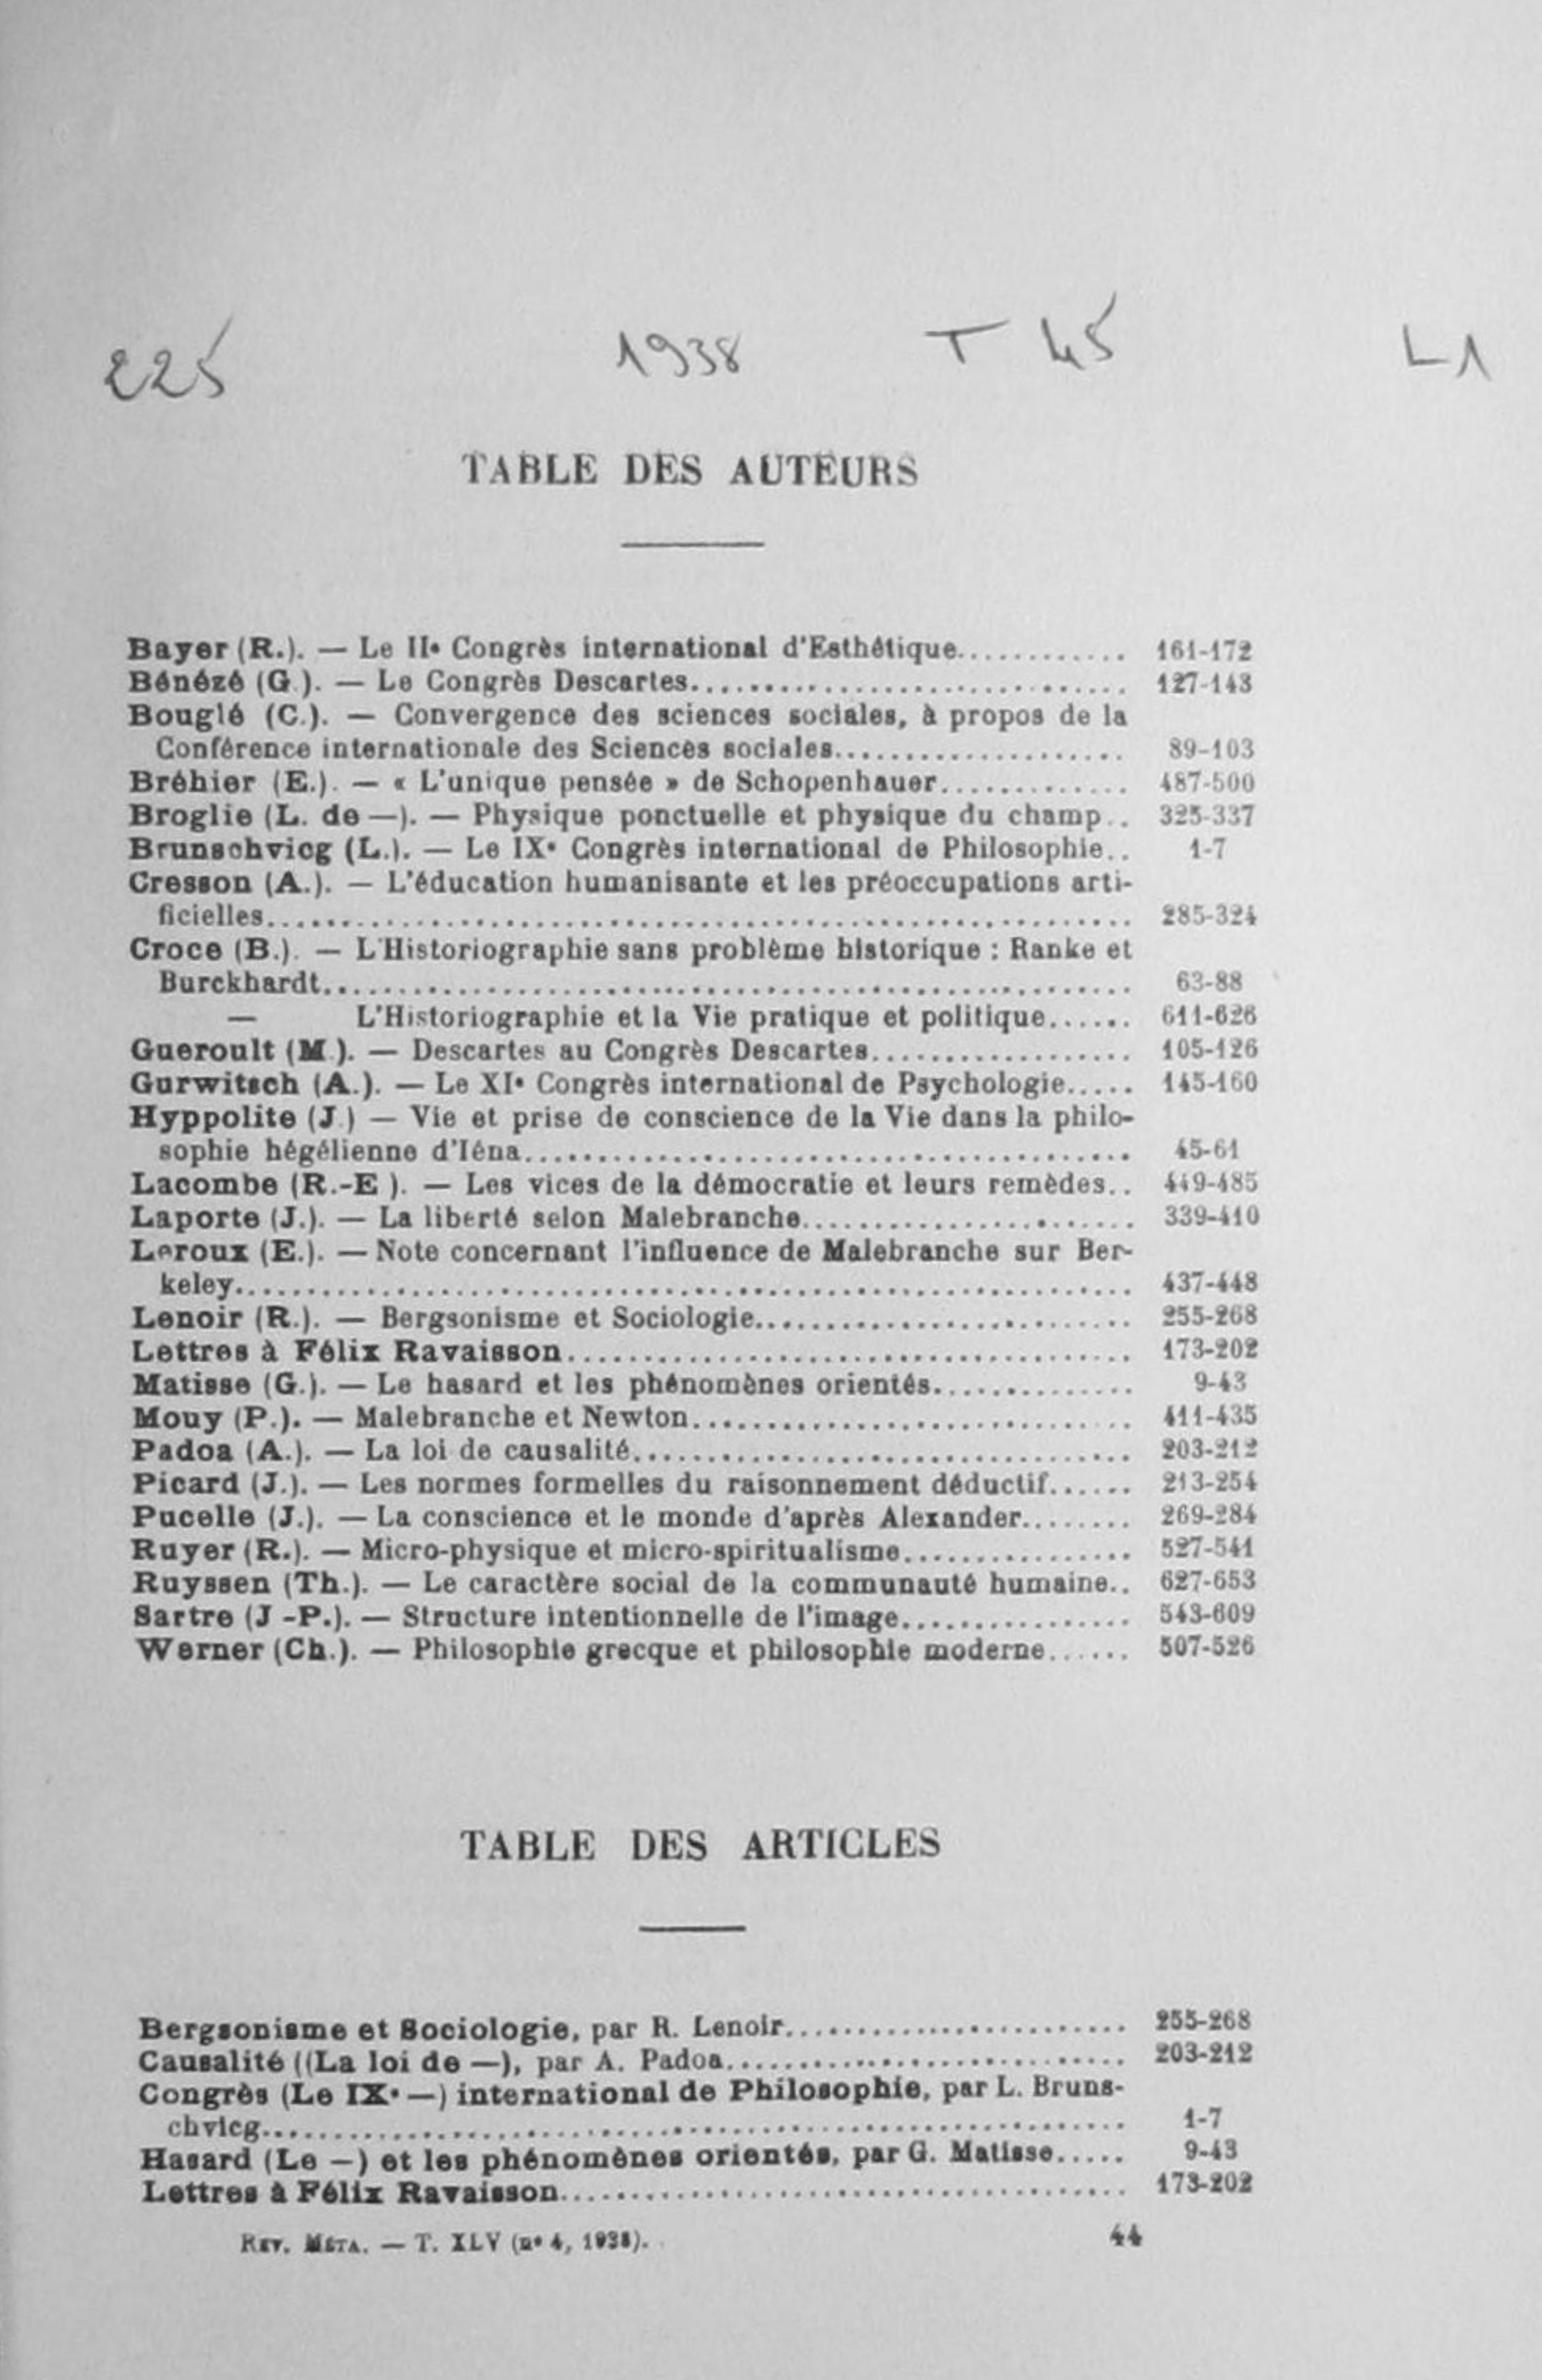 225 1938 T 45 L1
TABLE DES AUTEURS
Bayer (R.). — Le IIe Congrès international d'Esthétique............ 161-172
Bénézé (G.). — Le Congrès Descartes.............................. 127-143
Bouglé (C.). — Convergence des sciences sociales, à propos de la
Conférence internationale des Sciences sociales.................... 89-103
Bréhier (E.). — « L'unique pensée » de Schopenhauer............. 487-500
Broglie (L. de —). — Physique ponctuelle et physique du champ.. 325-337
Brunschvicg (L.). — Le IXe Congrès international de Philosophie.. 1-7
Cresson (A.). — L'éducation humanisante et les préoccupations arti-
ficielles............................................................ 285-324
Croce (B.). — L'Historiographie sans problème historique : Ranke et
Burckhardt........................................................ 63-88
— L'Historiographie et la Vie pratique et politique...... 611-626
Gueroult (M.). — Descartes au Congrès Descartes.................. 105-126
Gurwitsch (A.). — Le XIe Congrès international de Psychologie..... 145-160
Hyppolite (J.) — Vie et prise de conscience de la Vie dans la philo-
sophie hégélienne d'Iéna.......................................... 45-61
Lacombe (R.-E ). — Les vices de la démocratie et leurs remèdes.. 449-485
Laporte (J.). — La liberté selon Malebranche....................... 339-410
Leroux (E.). — Note concernant l'influence de Malebranche sur Ber-
keley.............................................................. 437-448
Lenoir (R.). — Bergsonisme et Sociologie.......................... 255-268
Lettres à Félix Ravaisson....................................... 173-202
Matisse (G.). — Le hasard et les phénomènes orientés.............. 9-43
Mouy (P.). — Malebranche et Newton.............................. 411-435
Padoa (A.). — La loi de causalité.................................. 203-212
Picard (J.). — Les normes formelles du raisonnement déductif...... 213-254
Pucelle (J.). — La conscience et le monde d'après Alexander........ 269-284
Ruyer (R.). — Micro-physique et micro-spiritualisme................ 527-541
Ruyssen (Th.). — Le caractère social de la communauté humaine.. 627-653
Sartre (J -P.). — Structure intentionnelle de l'image................ 543-609
Werner (Ch.). — Philosophie grecque et philosophie moderne...... 507-526
TABLE DES ARTICLES
Bergsonisme et Sociologie, par R. Lenoir........................ 255-268
Causalité ((La loi de —), par A. Padoa............................ 203-212
Congrès (Le IXe —) international de Philosophie, par L. Bruns-
chvicg............................................................ 1-7
Hasard (Le —) et les phénomènes orientés, par G. Matisse..... 9-43
Lettres à Félix Ravaisson....................................... 173-202
REV. MÉTA. — T. XLV (no 4, 1938). 44